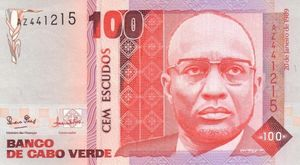 AZ441215
100
20 de janeiro de 1989
CEM ESCUDOS
AZ441215
BANCO
DE CABO VERDE
100